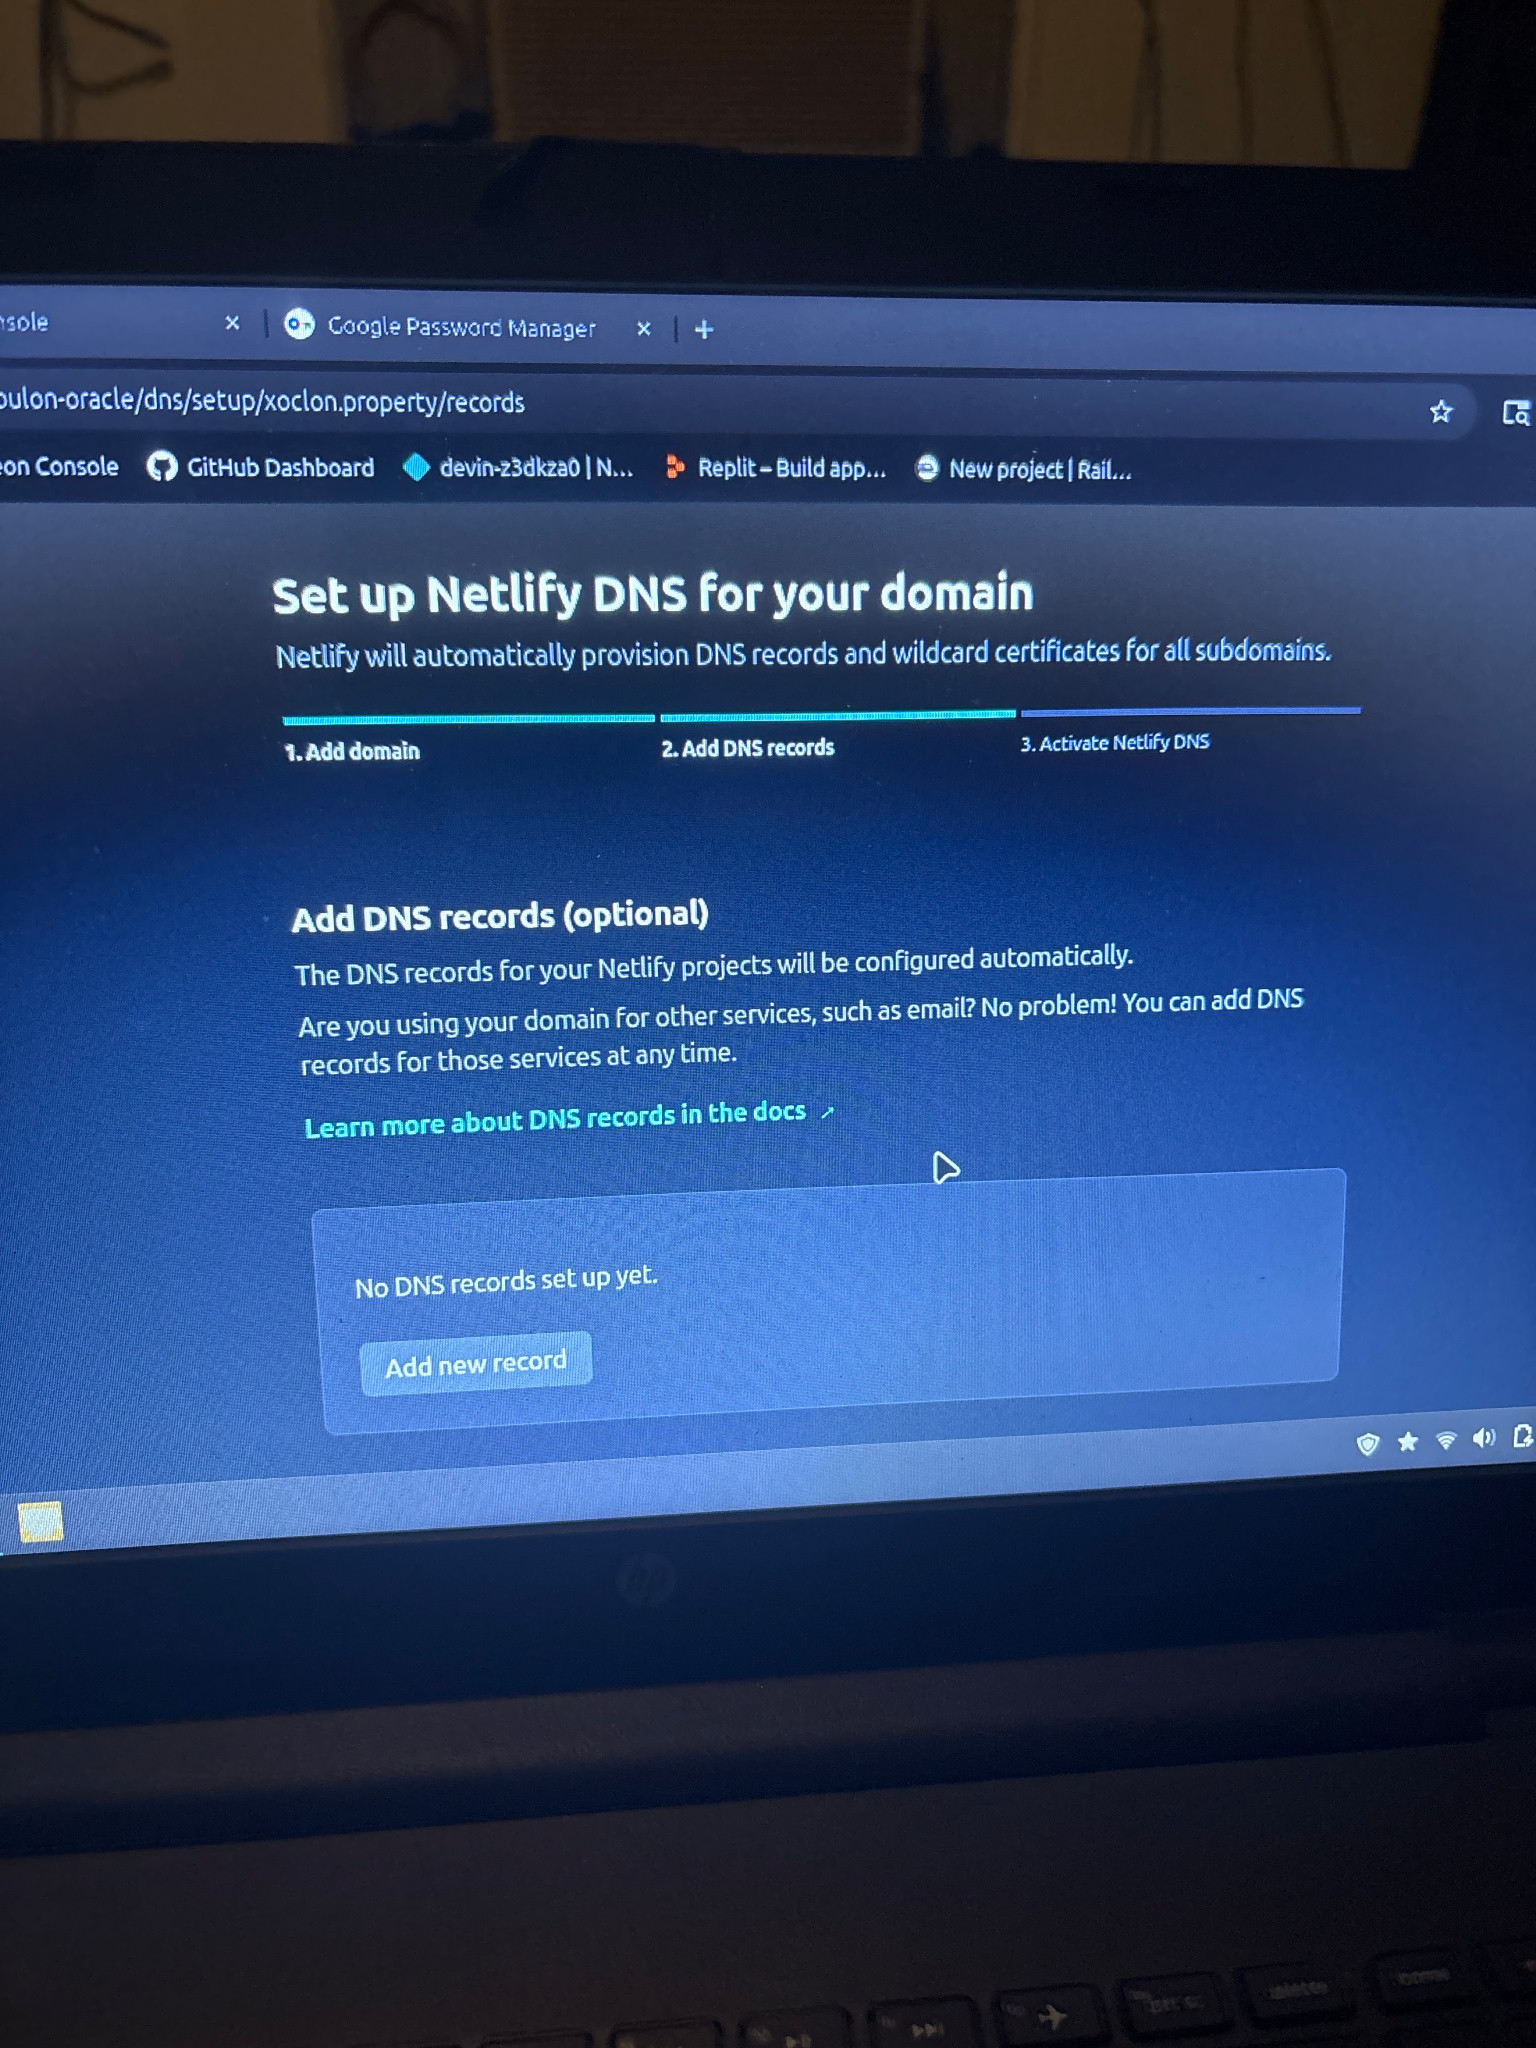 Google Password Manager
oulon-oracle/dns/setup/xoclon.property/records
eon Console GitHub Dashboard devin-z3dkza0 | N... Replit – Build app... New project | Rail...
Set up Netlify DNS for your domain
Netlify will automatically provision DNS records and wildcard certificates for all subdomains.
1. Add domain 2. Add DNS records 3. Activate Netlify DNS
Add DNS records (optional)
The DNS records for your Netlify projects will be configured automatically.
Are you using your domain for other services, such as email? No problem! You can add DNS
records for those services at any time.
Learn more about DNS records in the docs
No DNS records set up yet.
Add new record
hp